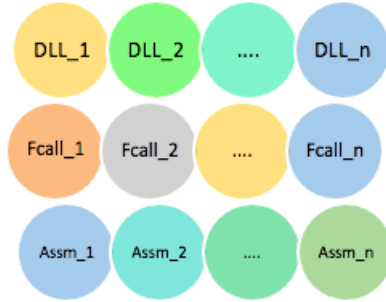 DLL_1 DLL_2 .... DLL_n
Fcall_1 Fcall_2 .... Fcall_n
Assm_1 Assm_2 .... Assm_n